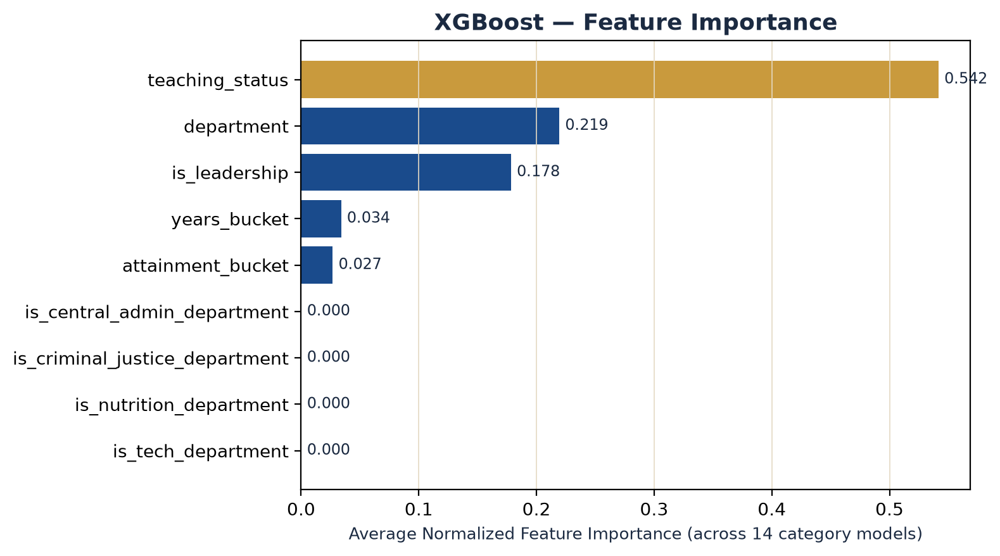 XGBoost — Feature Importance
teaching_status 0.542
department 0.219
is_leadership 0.178
years_bucket 0.034
attainment_bucket 0.027
is_central_admin_department 0.000
is_criminal_justice_department 0.000
is_nutrition_department 0.000
is_tech_department 0.000
0.0 0.1 0.2 0.3 0.4 0.5
Average Normalized Feature Importance (across 14 category models)